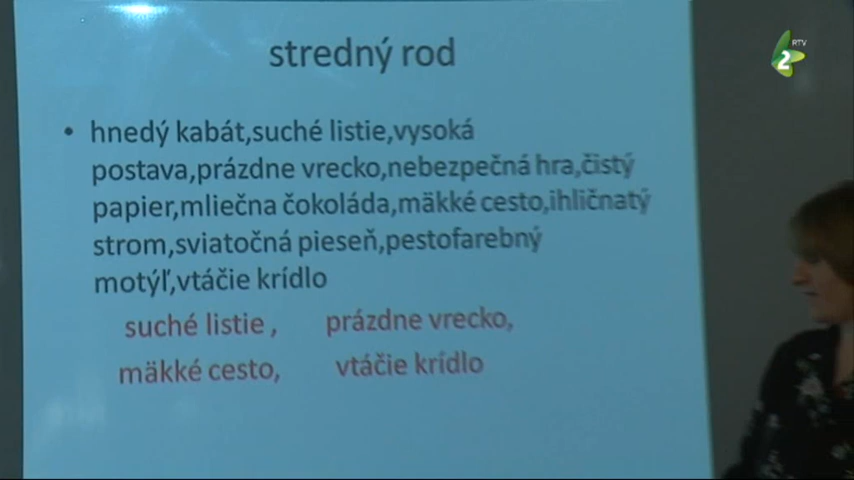 stredný rod
• hnedý kabát,suché listie,vysoká
postava,prázdne vrecko,nebezpečná hra,čistý
papier,mliečna čokoláda,mäkké cesto,ihličnatý
strom,sviatočná pieseň,pestofarebný
motýľ,vtáčie krídlo
suché listie , prázdne vrecko,
mäkké cesto, vtáčie krídlo
RTV
2